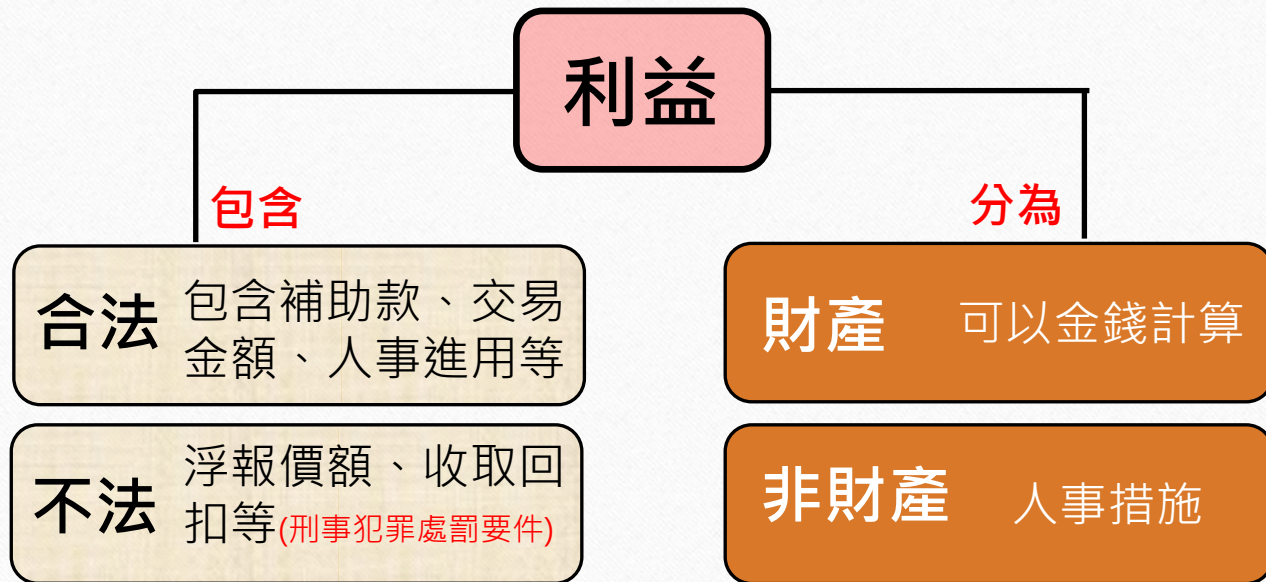 利益
包含
分為
合法
包含補助款、交易
金額、人事進用等
財產
可以金錢計算
不法
浮報價額、收取回
扣等(刑事犯罪處罰要件)
非財產
人事措施